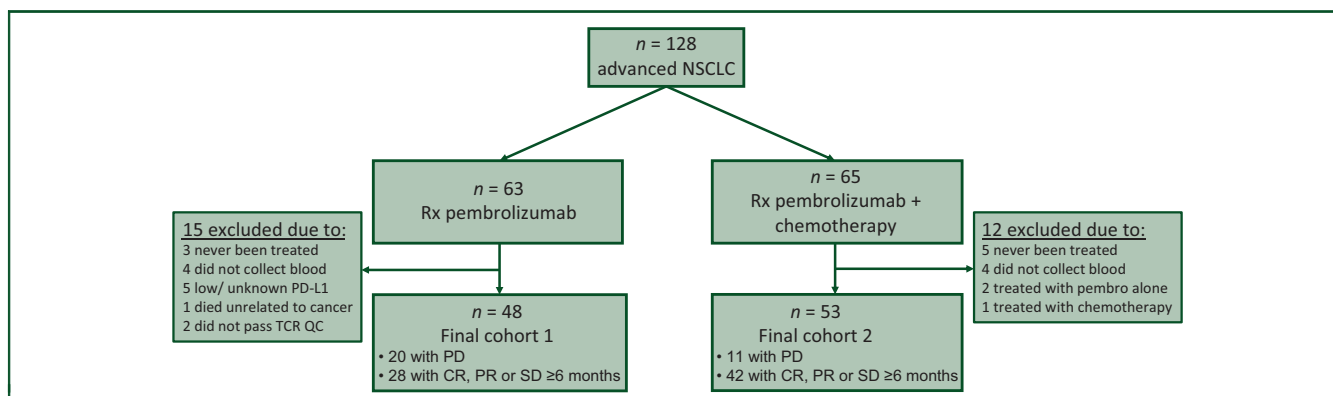 n = 128
advanced NSCLC
n = 63
Rx pembrolizumab
n = 65
Rx pembrolizumab +
chemotherapy
15 excluded due to:
3 never been treated
4 did not collect blood
5 low/ unknown PD-L1
1 died unrelated to cancer
2 did not pass TCR QC
12 excluded due to:
5 never been treated
4 did not collect blood
2 treated with pembro alone
1 treated with chemotherapy
n = 48
Final cohort 1
• 20 with PD
• 28 with CR, PR or SD ≥6 months
n = 53
Final cohort 2
• 11 with PD
• 42 with CR, PR or SD ≥6 months